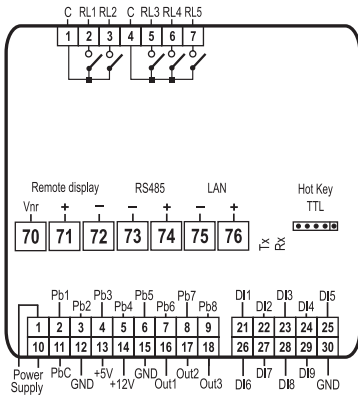 C RL1 RL2 C RL3 RL4 RL5
1 2 3 4 5 6 7
Remote display RS485 LAN Hot Key
TTL
Vnr + − − + − +
70 71 72 73 74 75 76
Tx
Rx
Pb1 Pb3 Pb5 Pb7 DI1 DI3 DI5
Pb2 Pb4 Pb6 Pb8 DI2 DI4
1 2 3 4 5 6 7 8 9 21 22 23 24 25
10 11 12 13 14 15 16 17 18 26 27 28 29 30
Power Supply PbC +5V GND Out2 DI7 DI9
GND +12V Out1 Out3 DI6 DI8 GND